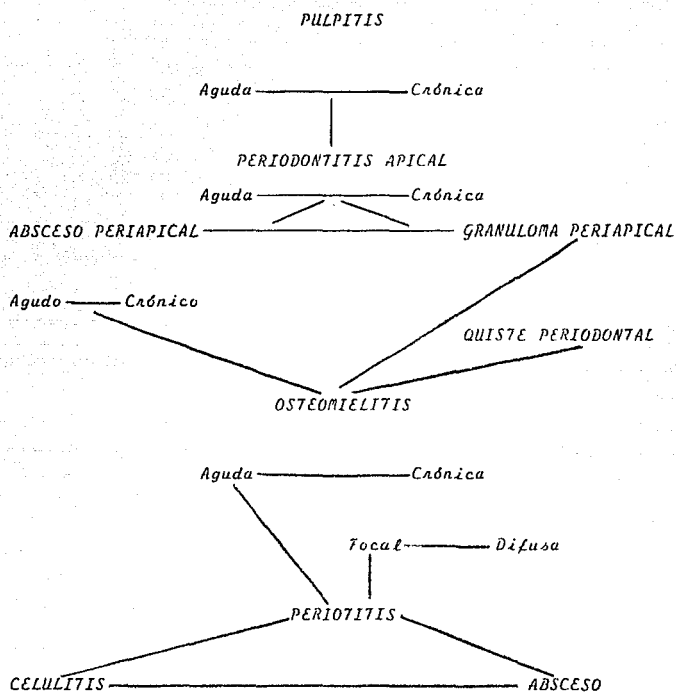 PULPITIS
Aguda Crónica
PERIODONTITIS APICAL
Aguda Crónica
ABSCESO PERIAPICAL GRANULOMA PERIAPICAL
Agudo Crónico
QUISTE PERIODONTAL
OSTEOMIELITIS
Aguda Crónica
Focal Difusa
PERIOTITIS
CELULITIS ABSCESO